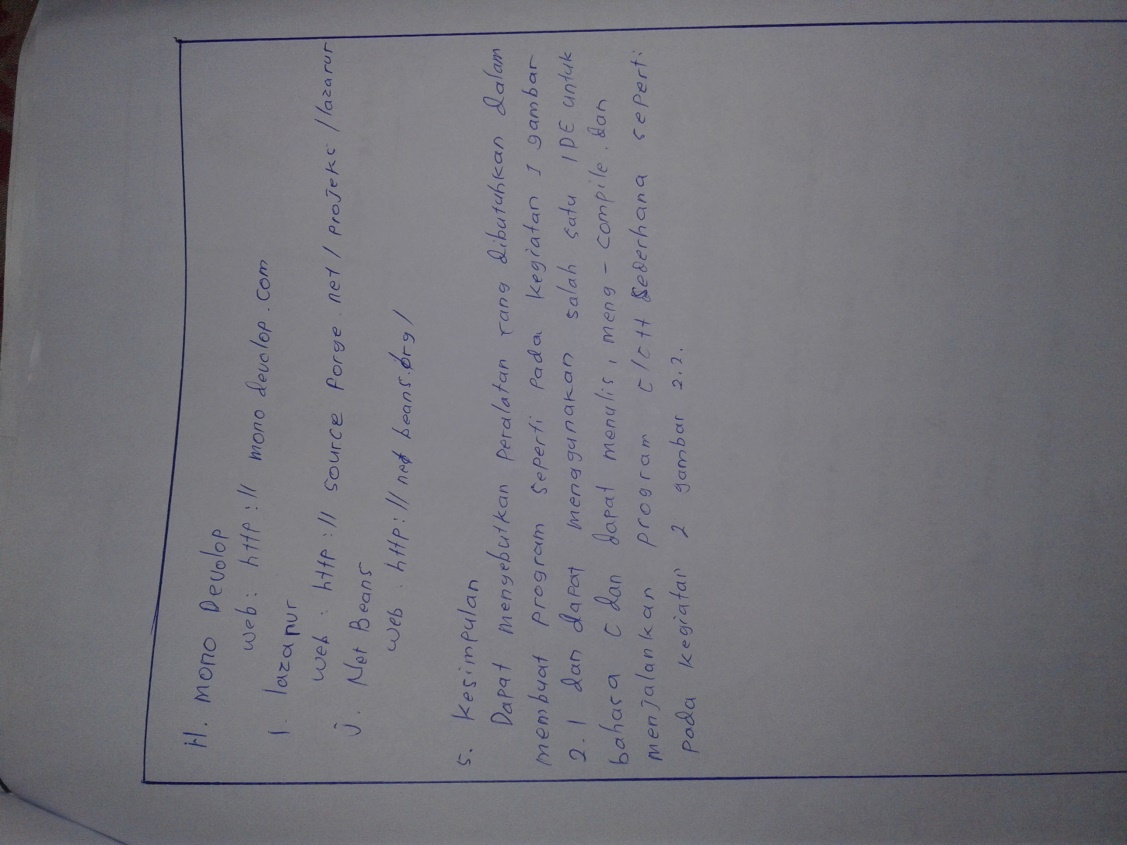 H. Mono Devolop
web: http :// mono devolop . com
I. lazarur
web : http :// source forge . net / projekc / lazarur
j. Net Beans
web . http :// net beans.org/
5. Kesimpulan
Dapat mengebutkan peralatan yang dibutuhkan dalam
membuat program seperti pada kegiatan 1 gambar
2.1 dan dapat menggunakan salah satu IDE untuk
bahasa C dan dapat menulis, meng-compile, dan
menjalankan program c/c++ sederhana seperti
pada kegiatan 2 gambar 2.2.